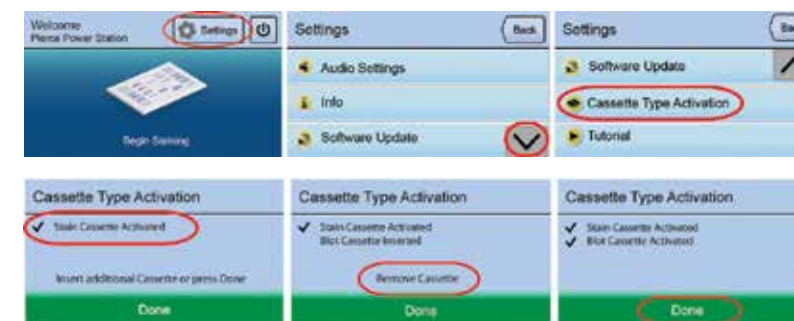 Welcome
Pierce Power Station
Settings
Begin Staining
Settings
Back
Audio Settings
Info
Software Update
Settings
Software Update
Cassette Type Activation
Tutorial
Cassette Type Activation
Stain Cassette Activated
Insert additional Cassette or press Done
Done
Cassette Type Activation
Stain Cassette Activated
Blot Cassette Inserted
Remove Cassette
Done
Cassette Type Activation
Stain Cassette Activated
Blot Cassette Activated
Done